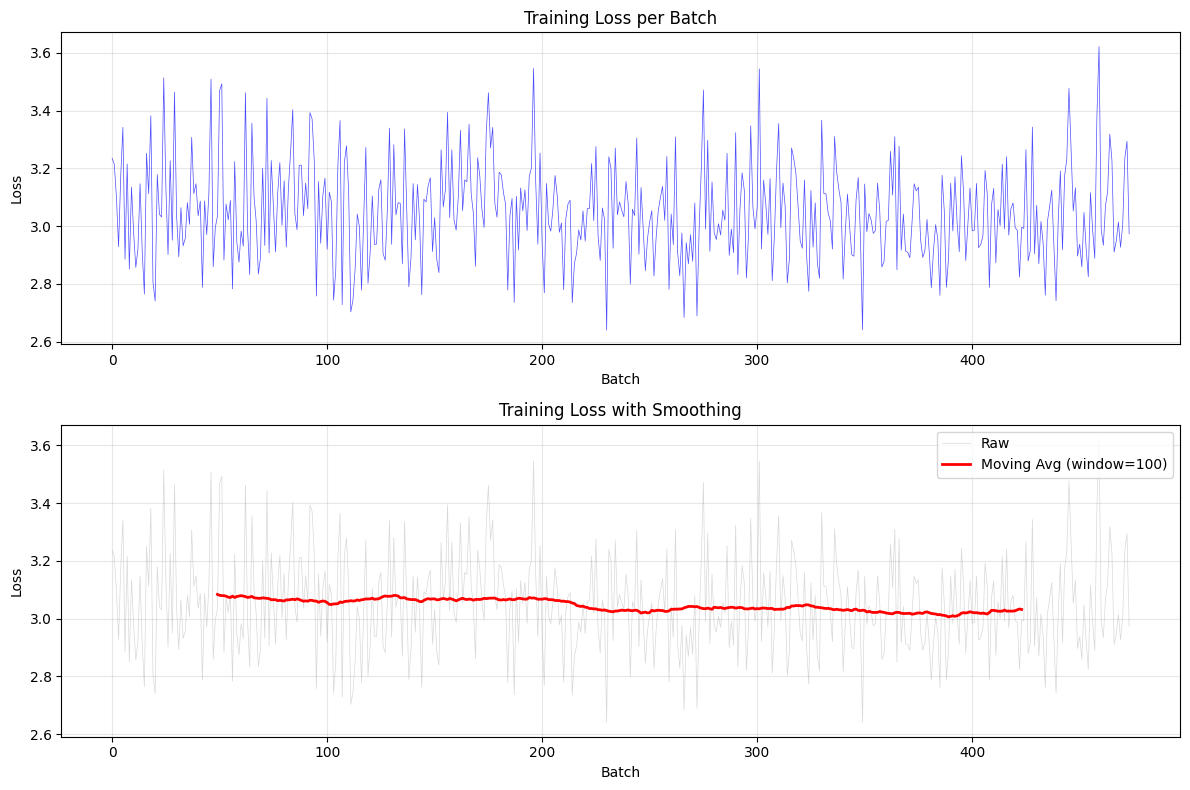 Training Loss per Batch
3.6
3.4
3.2
3.0
2.8
2.6
Loss
0 100 200 300 400
Batch
Training Loss with Smoothing
3.6
3.4
3.2
3.0
2.8
2.6
Loss
Raw
Moving Avg (window=100)
0 100 200 300 400
Batch